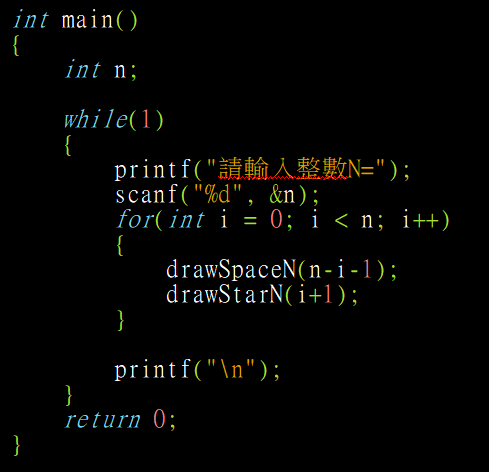 int main()
{
int n;
while(1)
{
printf("請輸入整數N=");
scanf("%d", &n);
for(int i = 0; i < n; i++)
{
drawSpaceN(n-i-1);
drawStarN(i+1);
}
printf("\n");
}
return 0;
}